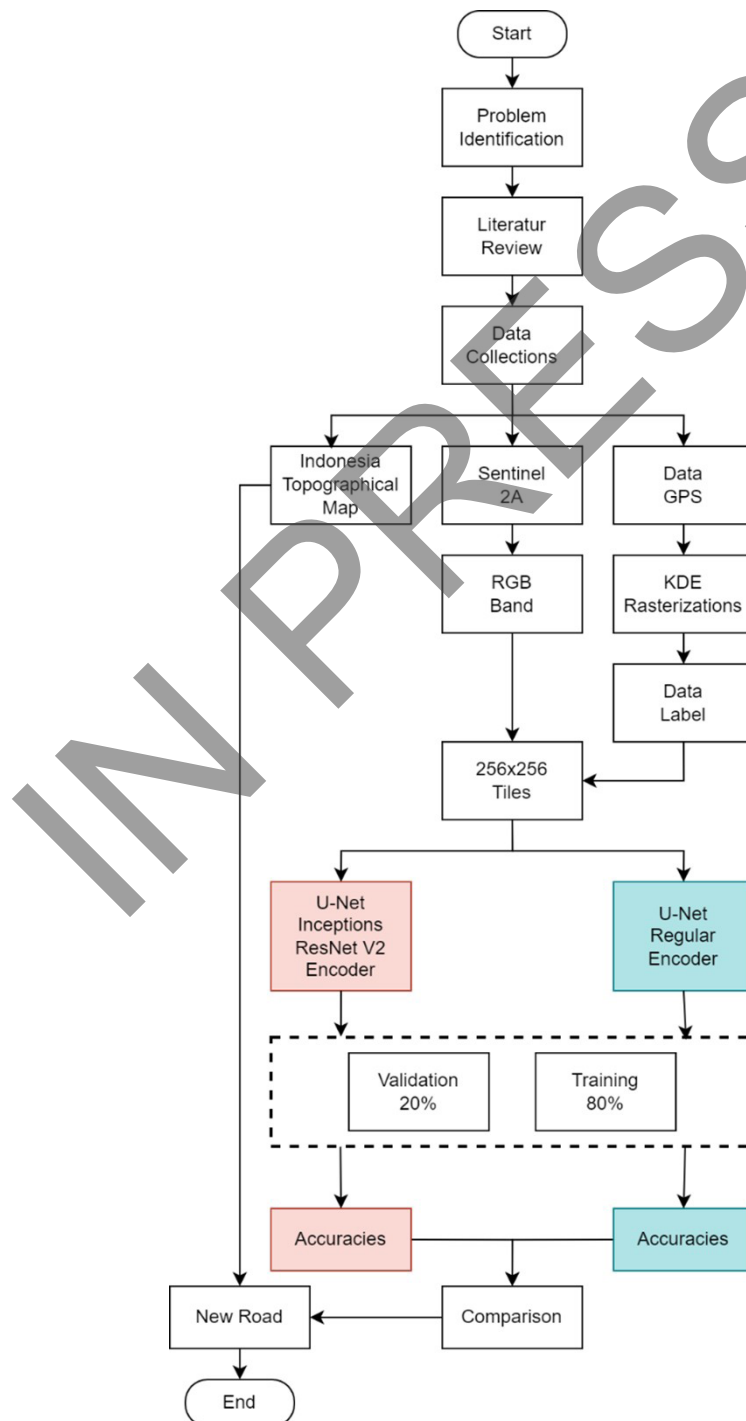 Start
Problem
Identification
Literatur
Review
Data
Collections
Indonesia
Topographical
Map
Sentinel
2A
Data
GPS
RGB
Band
KDE
Rasterizations
Data
Label
256x256
Tiles
U-Net
Inceptions
ResNet V2
Encoder
U-Net
Regular
Encoder
Validation
20%
Training
80%
Accuracies
Accuracies
New Road
Comparison
End
IN PRESS